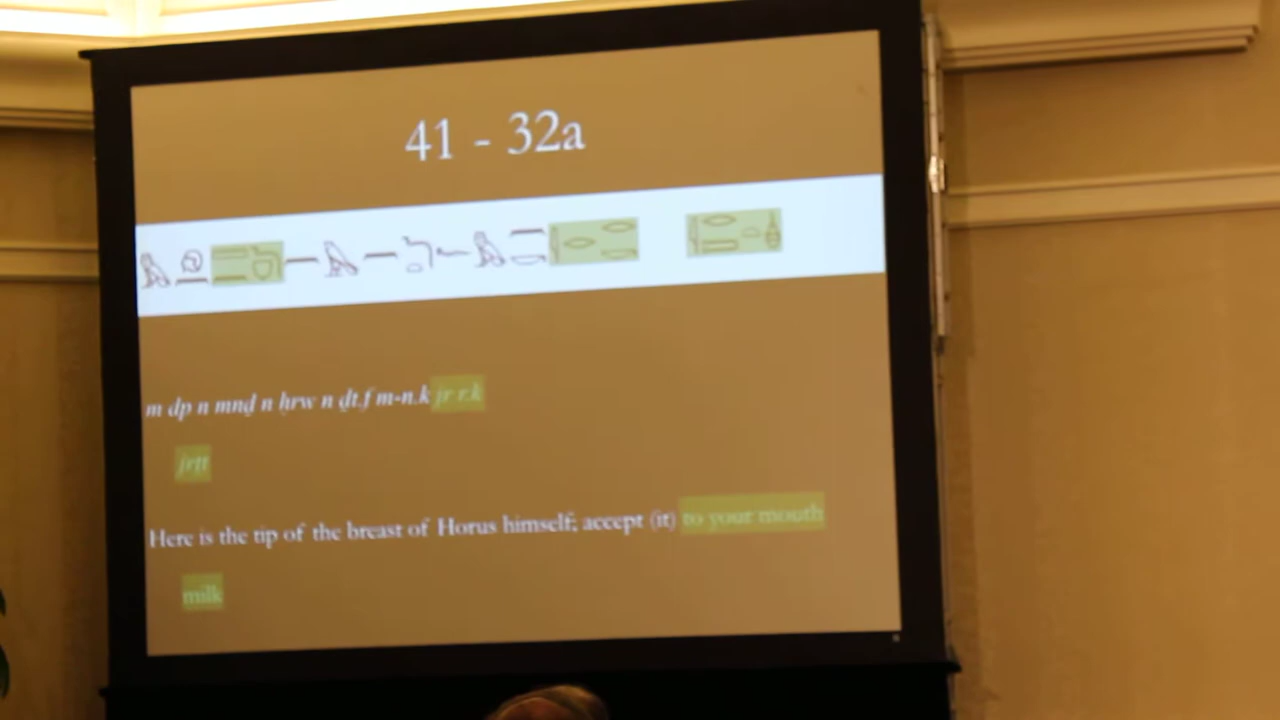 41 - 32a
m dp n mnḏ n ḥrw n ḏt.f m-n.k jr r.k
jrtt
Here is the tip of the breast of Horus himself; accept (it) to your mouth
milk